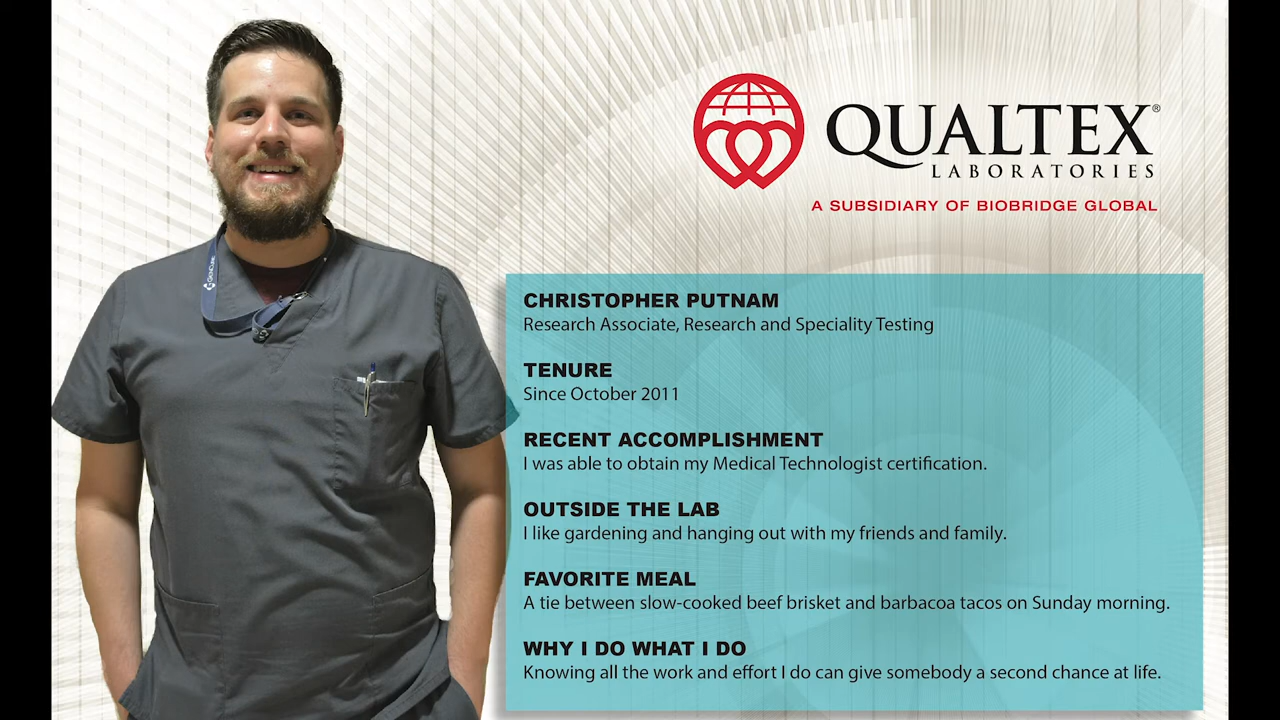 QUALTEX®
LABORATORIES
A SUBSIDIARY OF BIOBRIDGE GLOBAL
CHRISTOPHER PUTNAM
Research Associate, Research and Speciality Testing
TENURE
Since October 2011
RECENT ACCOMPLISHMENT
I was able to obtain my Medical Technologist certification.
OUTSIDE THE LAB
I like gardening and hanging out with my friends and family.
FAVORITE MEAL
A tie between slow-cooked beef brisket and barbacoa tacos on Sunday morning.
WHY I DO WHAT I DO
Knowing all the work and effort I do can give somebody a second chance at life.